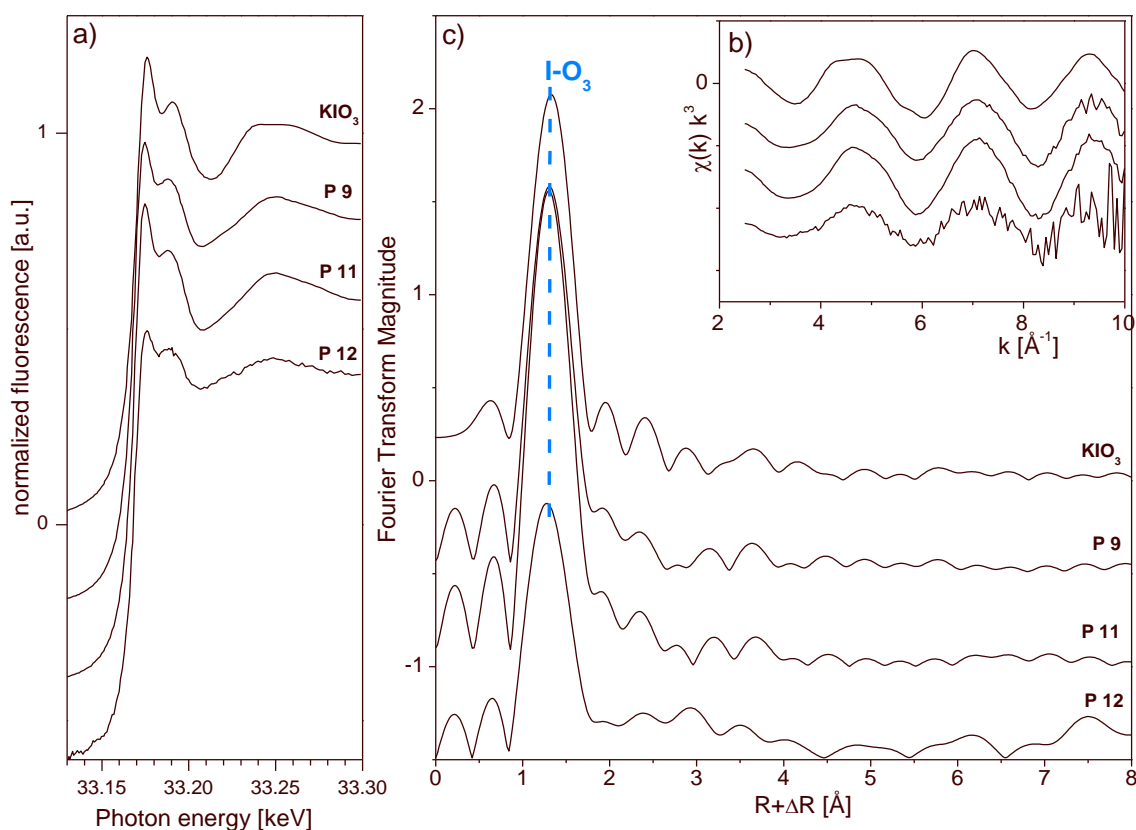 a)
normalized fluorescence [a.u.]
1
0
KIO₃
P 9
P 11
P 12
33.15 33.20 33.25 33.30
Photon energy [keV]
c)
I-O₃
Fourier Transform Magnitude
2
1
0
-1
KIO₃
P 9
P 11
P 12
0 1 2 3 4 5 6 7 8
R+ΔR [Å]
b)
χ(k) k³
0
2 4 6 8 10
k [Å⁻¹]